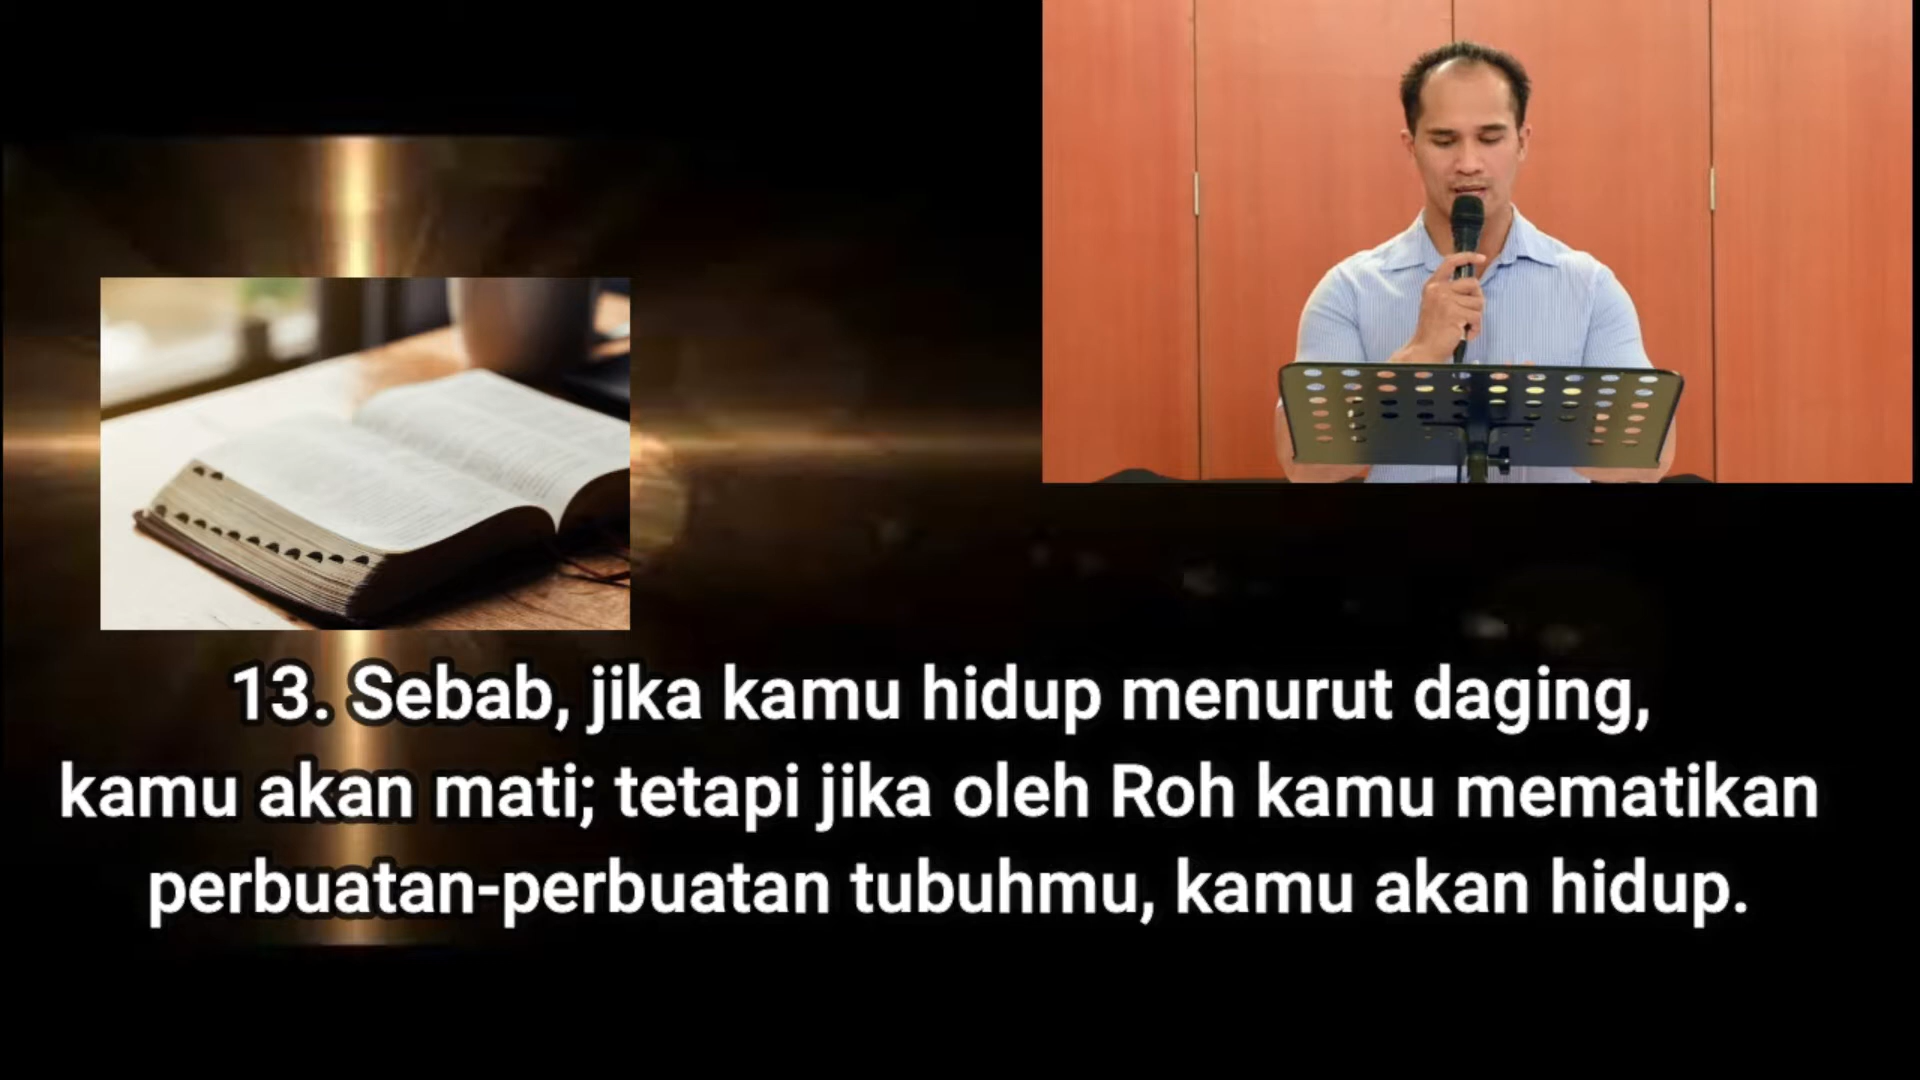 13. Sebab, jika kamu hidup menurut daging,
kamu akan mati; tetapi jika oleh Roh kamu mematikan
perbuatan-perbuatan tubuhmu, kamu akan hidup.